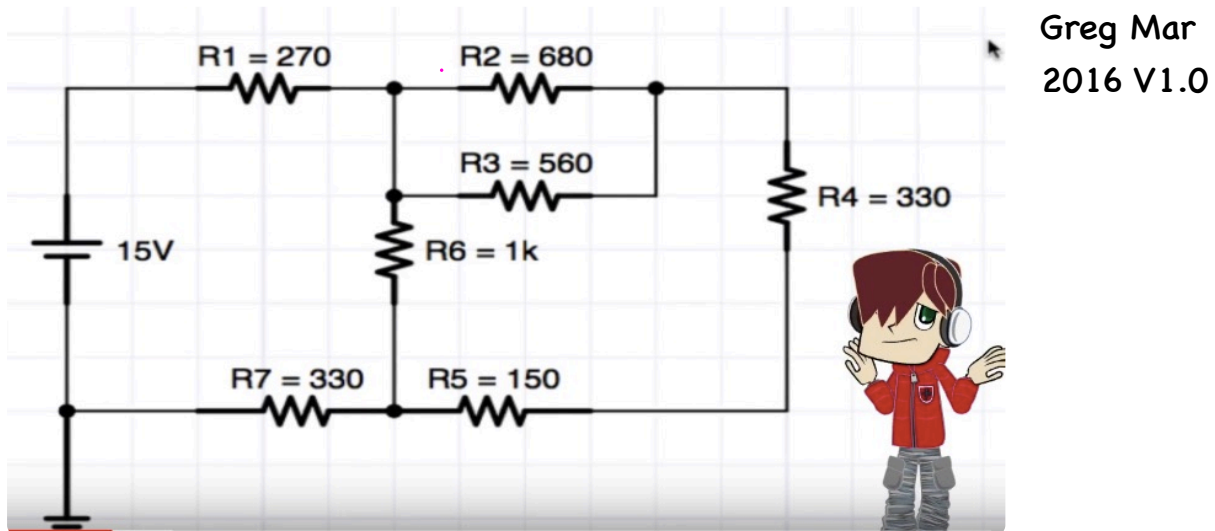 Greg Mar
2016 V1.0
R1 = 270
R2 = 680
R3 = 560
R4 = 330
15V
R6 = 1k
R7 = 330
R5 = 150